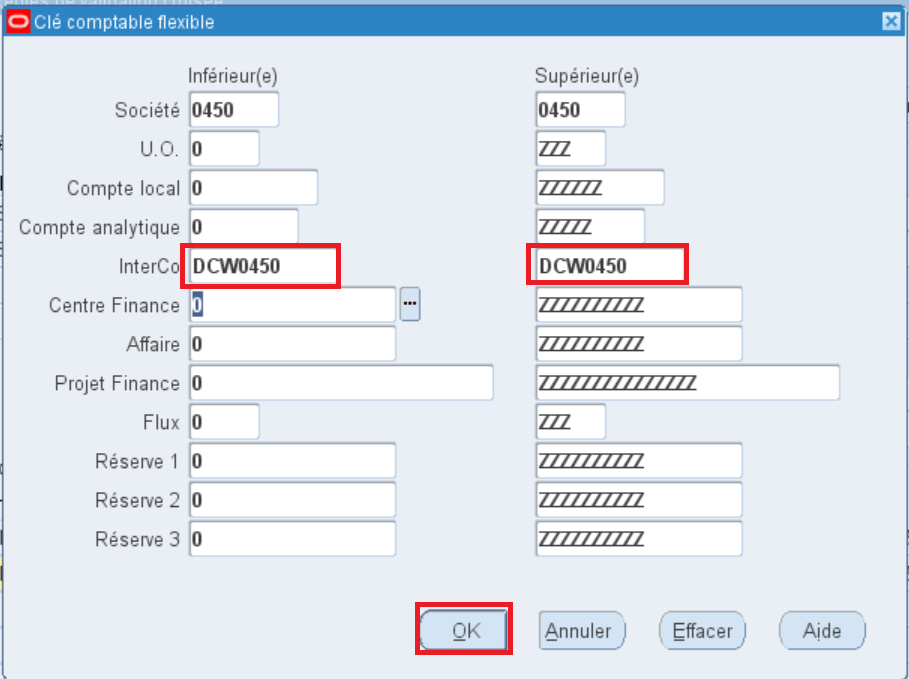 Clé comptable flexible
Inférieur(e) Supérieur(e)
Société 0450 0450
U.O. 0 ZZZ
Compte local 0 ZZZZZZ
Compte analytique 0 ZZZZZ
InterCo DCW0450 DCW0450
Centre Finance 0 ... ZZZZZZZZZZ
Affaire 0 ZZZZZZZZZZ
Projet Finance 0 ZZZZZZZZZZZZZZZ
Flux 0 ZZZ
Réserve 1 0 ZZZZZZZZZZ
Réserve 2 0 ZZZZZZZZZZ
Réserve 3 0 ZZZZZZZZZZ
OK Annuler Effacer Aide